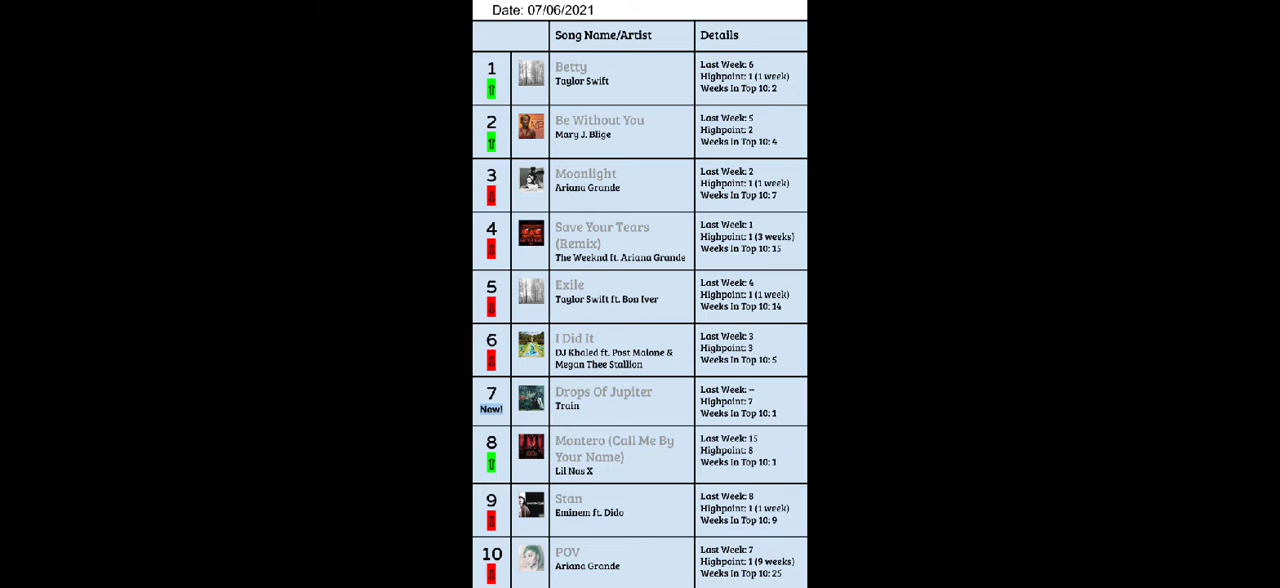 Date: 07/06/2021
Song Name/Artist
Details
1
Betty
Taylor Swift
Last Week: 6
Highpoint: 1 (1 week)
Weeks In Top 10: 2
2
Be Without You
Mary J. Blige
Last Week: 5
Highpoint: 2
Weeks In Top 10: 4
3
Moonlight
Ariana Grande
Last Week: 2
Highpoint: 1 (1 week)
Weeks In Top 10: 7
4
Save Your Tears
(Remix)
The Weeknd ft. Ariana Grande
Last Week: 1
Highpoint: 1 (3 weeks)
Weeks In Top 10: 15
5
Exile
Taylor Swift ft. Bon Iver
Last Week: 4
Highpoint: 1 (1 week)
Weeks In Top 10: 14
6
I Did It
DJ Khaled ft. Post Malone &
Megan Thee Stallion
Last Week: 3
Highpoint: 3
Weeks In Top 10: 5
7
New!
Drops Of Jupiter
Train
Last Week: --
Highpoint: 7
Weeks In Top 10: 1
8
Montero (Call Me By
Your Name)
Lil Nas X
Last Week: 15
Highpoint: 8
Weeks In Top 10: 1
9
Stan
Eminem ft. Dido
Last Week: 8
Highpoint: 1 (1 week)
Weeks In Top 10: 9
10
POV
Ariana Grande
Last Week: 7
Highpoint: 1 (9 weeks)
Weeks In Top 10: 25